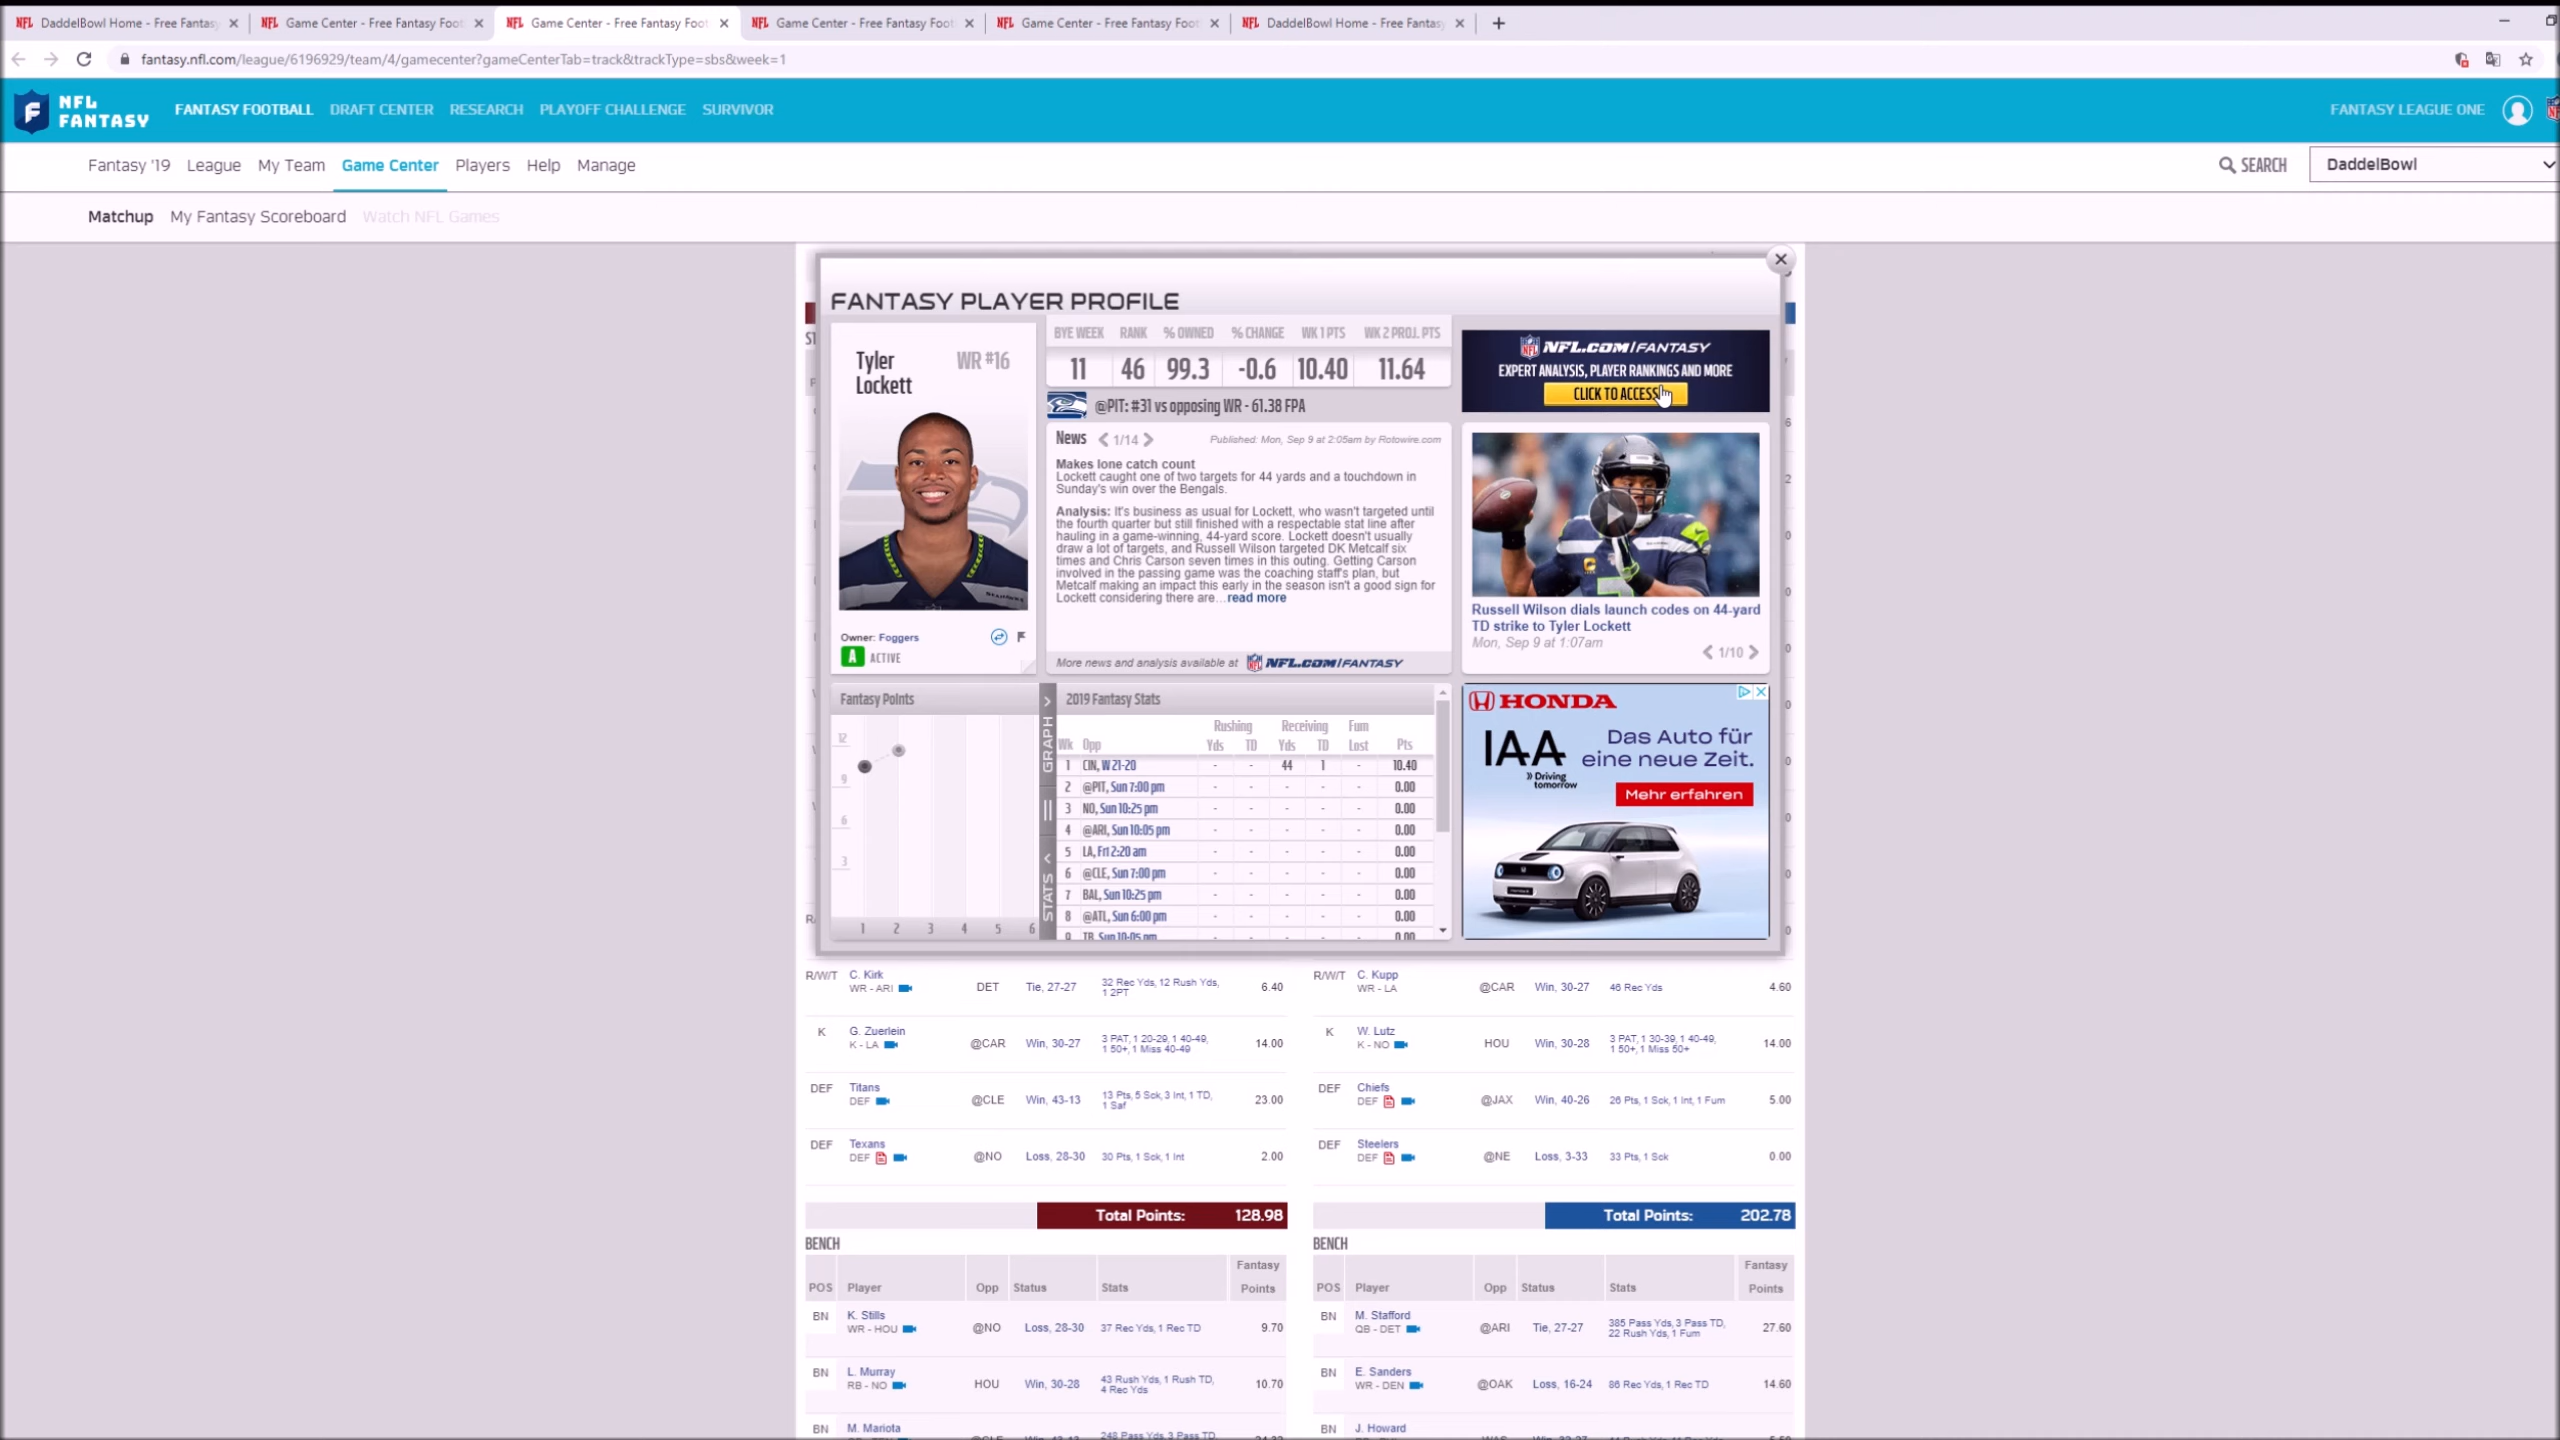 DaddelBowl Home - Free Fantasy
Game Center - Free Fantasy Foot
Game Center - Free Fantasy Foot
Game Center - Free Fantasy Foot
Game Center - Free Fantasy Foot
DaddelBowl Home - Free Fantasy
fantasy.nfl.com/league/6196929/team/4/gamecenter?gameCenterTab=track&trackType=sbs&week=1
NFL FANTASY
FANTASY FOOTBALL DRAFT CENTER RESEARCH PLAYOFF CHALLENGE SURVIVOR
FANTASY LEAGUE ONE
Fantasy '19 League My Team Game Center Players Help Manage
SEARCH
DaddelBowl
Matchup My Fantasy Scoreboard Watch NFL Games
FANTASY PLAYER PROFILE
Tyler Lockett
WR #16
Owner: Foggers
A ACTIVE
BYE WEEK RANK % OWNED % CHANGE WK 1 PTS WK 2 PROJ. PTS
11 46 99.3 -0.6 10.40 11.64
@PIT: #31 vs opposing WR - 61.38 FPA
News 1/14 Published: Mon, Sep 9 at 2:05am by Rotowire.com
Makes lone catch count
Lockett caught one of two targets for 44 yards and a touchdown in
Sunday's win over the Bengals.
Analysis: It's business as usual for Lockett, who wasn't targeted until
the fourth quarter but still finished with a respectable stat line after
hauling in a game-winning, 44-yard score. Lockett doesn't usually
draw a lot of targets, and Russell Wilson targeted DK Metcalf six
times and Chris Carson seven times in this outing. Getting Carson
involved in the passing game was the coaching staff's plan, but
Metcalf making an impact this early in the season isn't a good sign for
Lockett considering there are...read more
More news and analysis available at NFL.COM/FANTASY
NFL.COM/FANTASY
EXPERT ANALYSIS, PLAYER RANKINGS AND MORE
CLICK TO ACCESS
Russell Wilson dials launch codes on 44-yard
TD strike to Tyler Lockett
Mon, Sep 9 at 1:07am
1/10
Fantasy Points
12
9
6
3
1 2 3 4 5 6
GRAPH
STATS
2019 Fantasy Stats
Rushing Receiving Fum
Wk Opp Yds TD Yds TD Lost Pts
1 CIN, W 21-20 - - 44 1 - 10.40
2 @PIT, Sun 7:00 pm - - - - - 0.00
3 NO, Sun 10:25 pm - - - - - 0.00
4 @ARI, Sun 10:05 pm - - - - - 0.00
5 LA, Fri 2:20 am - - - - - 0.00
6 @CLE, Sun 7:00 pm - - - - - 0.00
7 BAL, Sun 10:25 pm - - - - - 0.00
8 @ATL, Sun 6:00 pm - - - - - 0.00
9 TB, Sun 10:05 pm - - - - - 0.00
HONDA
IAA
Driving tomorrow
Das Auto für
eine neue Zeit.
Mehr erfahren
R/W/T C. Kirk WR - ARI DET Tie, 27-27 32 Rec Yds, 12 Rush Yds, 1 2PT 6.40
R/W/T C. Kupp WR - LA @CAR Win, 30-27 46 Rec Yds 4.60
K G. Zuerlein K - LA @CAR Win, 30-27 3 PAT, 1 20-29, 1 40-49, 1 50+, 1 Miss 40-49 14.00
K W. Lutz K - NO HOU Win, 30-28 3 PAT, 1 30-39, 1 40-49, 1 50+, 1 Miss 50+ 14.00
DEF Titans DEF @CLE Win, 43-13 13 Pts, 5 Sck, 3 Int, 1 TD, 1 Saf 23.00
DEF Chiefs DEF @JAX Win, 40-26 26 Pts, 1 Sck, 1 Int, 1 Fum 5.00
DEF Texans DEF @NO Loss, 28-30 30 Pts, 1 Sck, 1 Int 2.00
DEF Steelers DEF @NE Loss, 3-33 33 Pts, 1 Sck 0.00
Total Points: 128.98
Total Points: 202.78
BENCH
BENCH
POS Player Opp Status Stats Fantasy Points
POS Player Opp Status Stats Fantasy Points
BN K. Stills WR - HOU @NO Loss, 28-30 37 Rec Yds, 1 Rec TD 9.70
BN M. Stafford QB - DET @ARI Tie, 27-27 385 Pass Yds, 3 Pass TD, 22 Rush Yds, 1 Fum 27.60
BN L. Murray RB - NO HOU Win, 30-28 43 Rush Yds, 1 Rush TD, 4 Rec Yds 10.70
BN E. Sanders WR - DEN @OAK Loss, 16-24 86 Rec Yds, 1 Rec TD 14.60
BN M. Mariota 248 Pass Yds, 3 Pass TD,
BN J. Howard